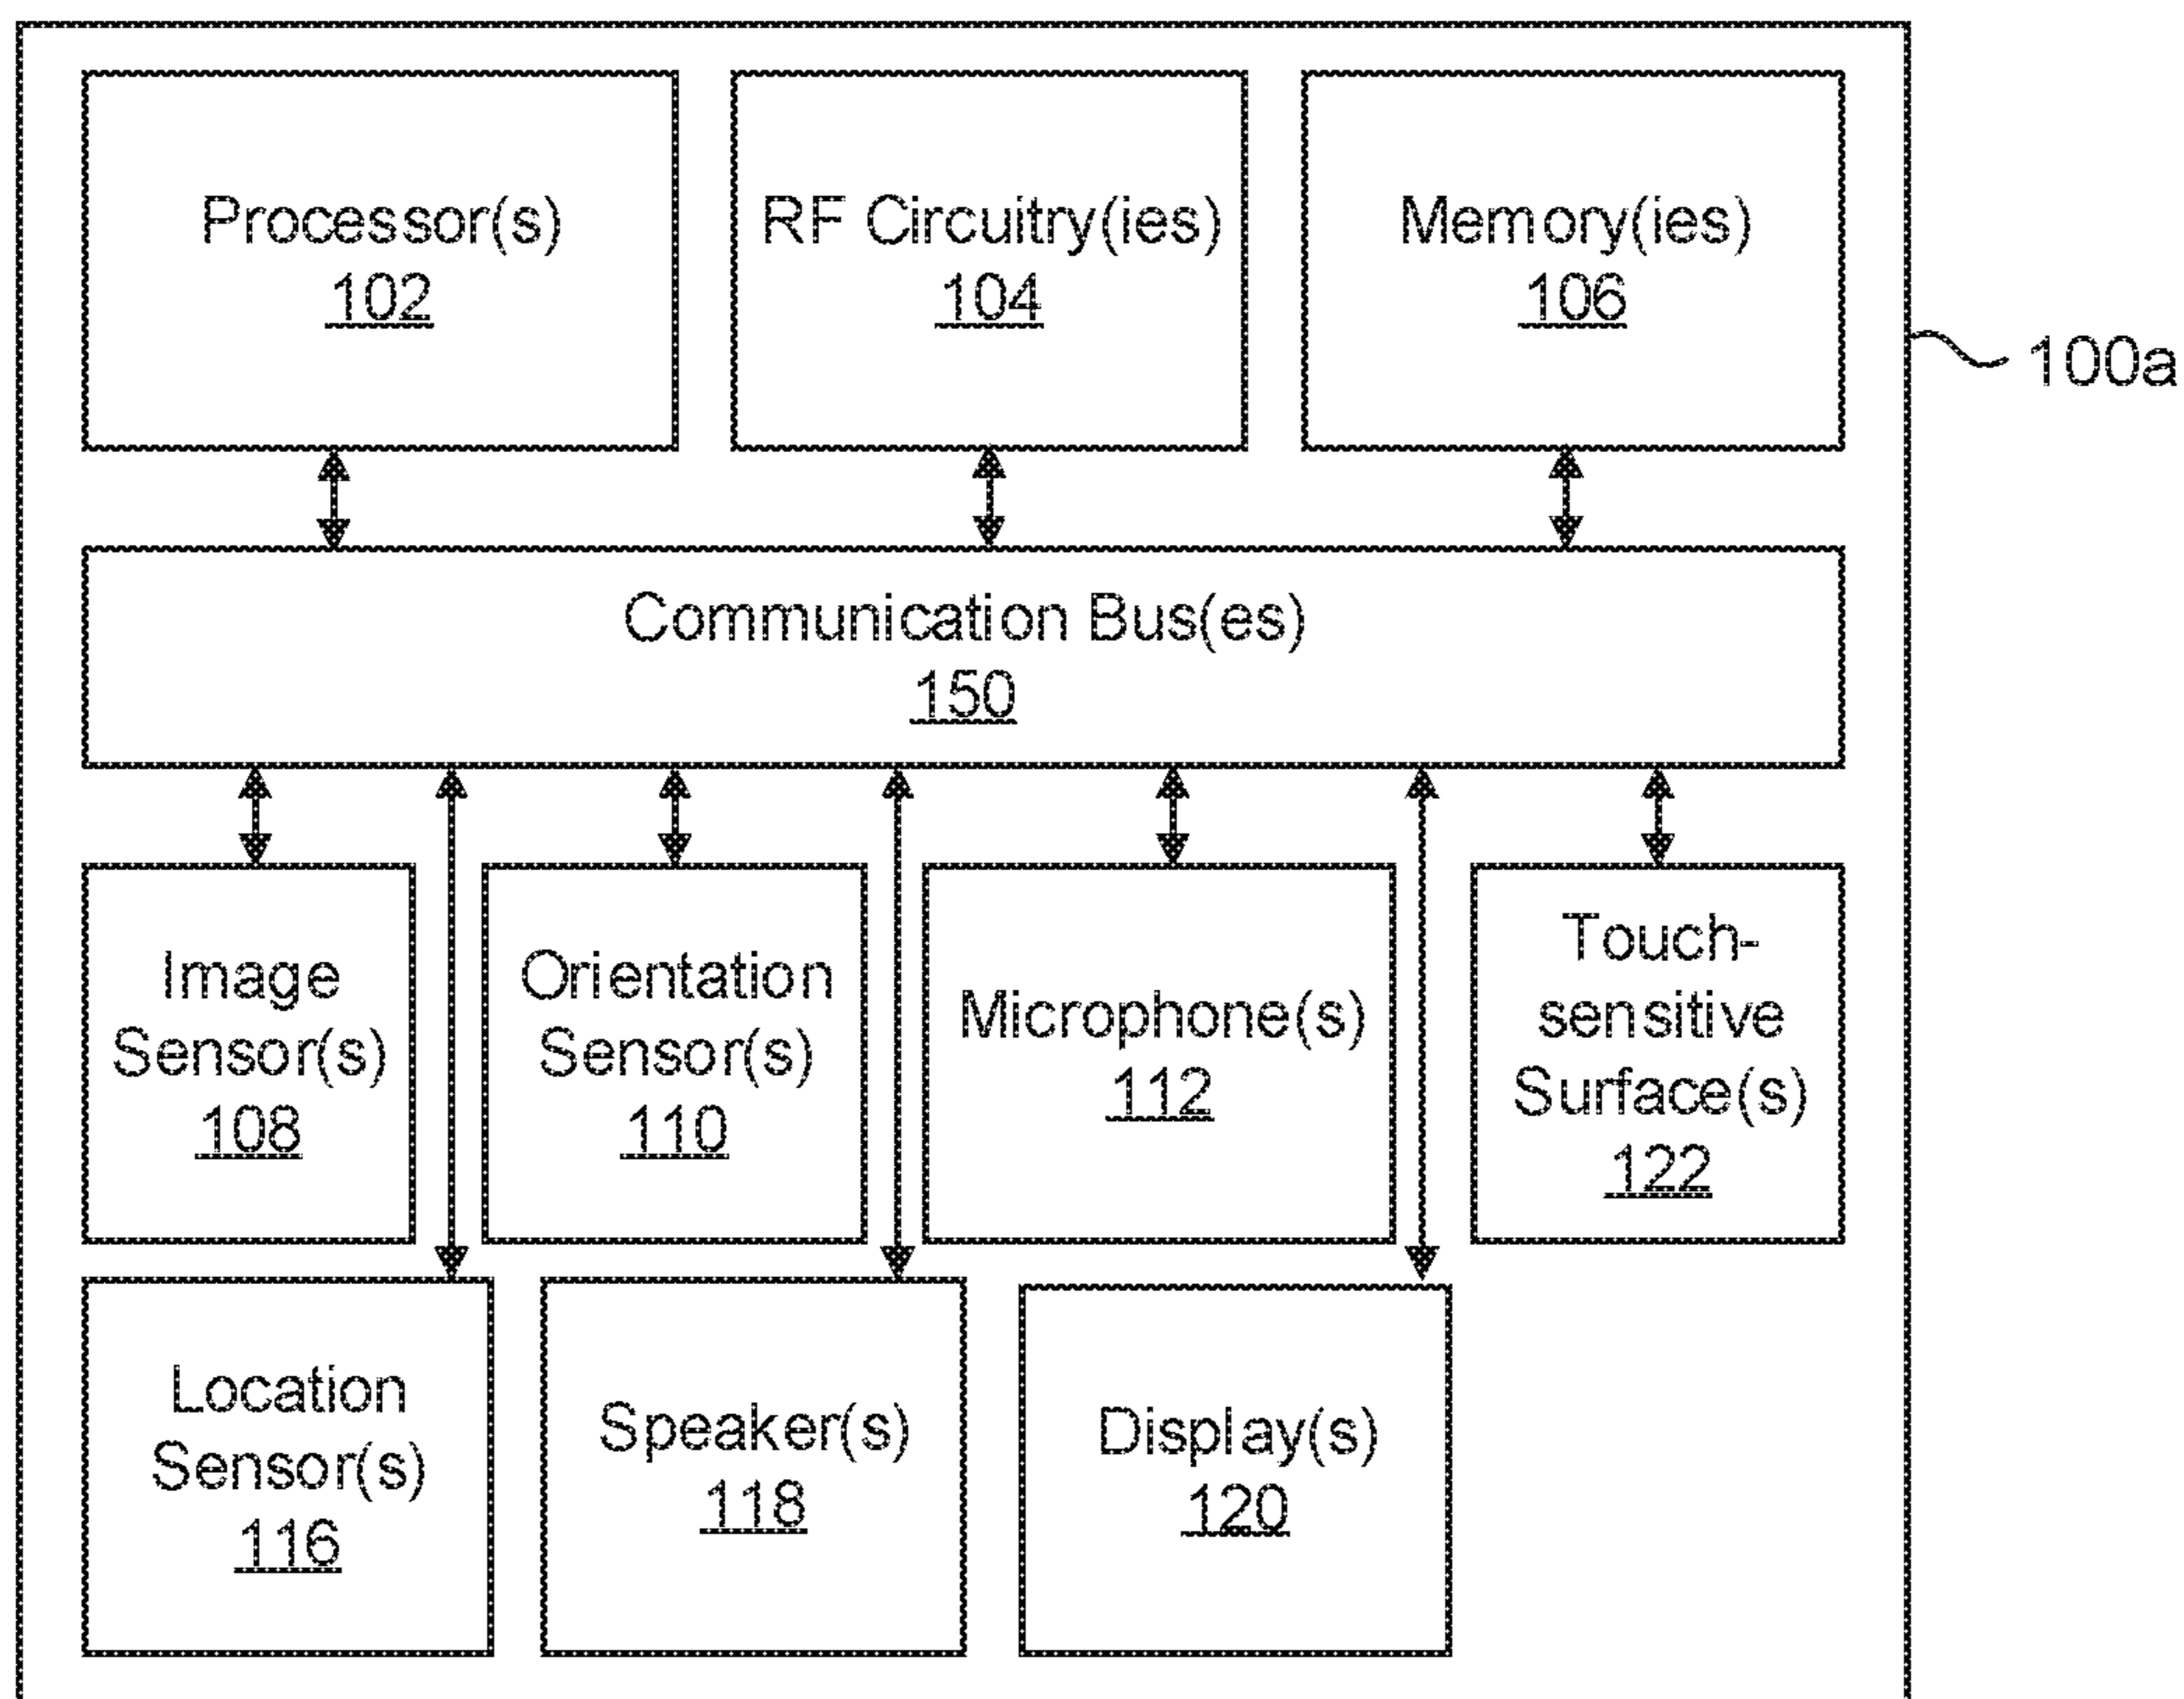 Processor(s)
102
RF Circuitry(ies)
104
Memory(ies)
106
100a
Communication Bus(es)
150
Image
Sensor(s)
108
Orientation
Sensor(s)
110
Microphone(s)
112
Touch-
sensitive
Surface(s)
122
Location
Sensor(s)
116
Speaker(s)
118
Display(s)
120